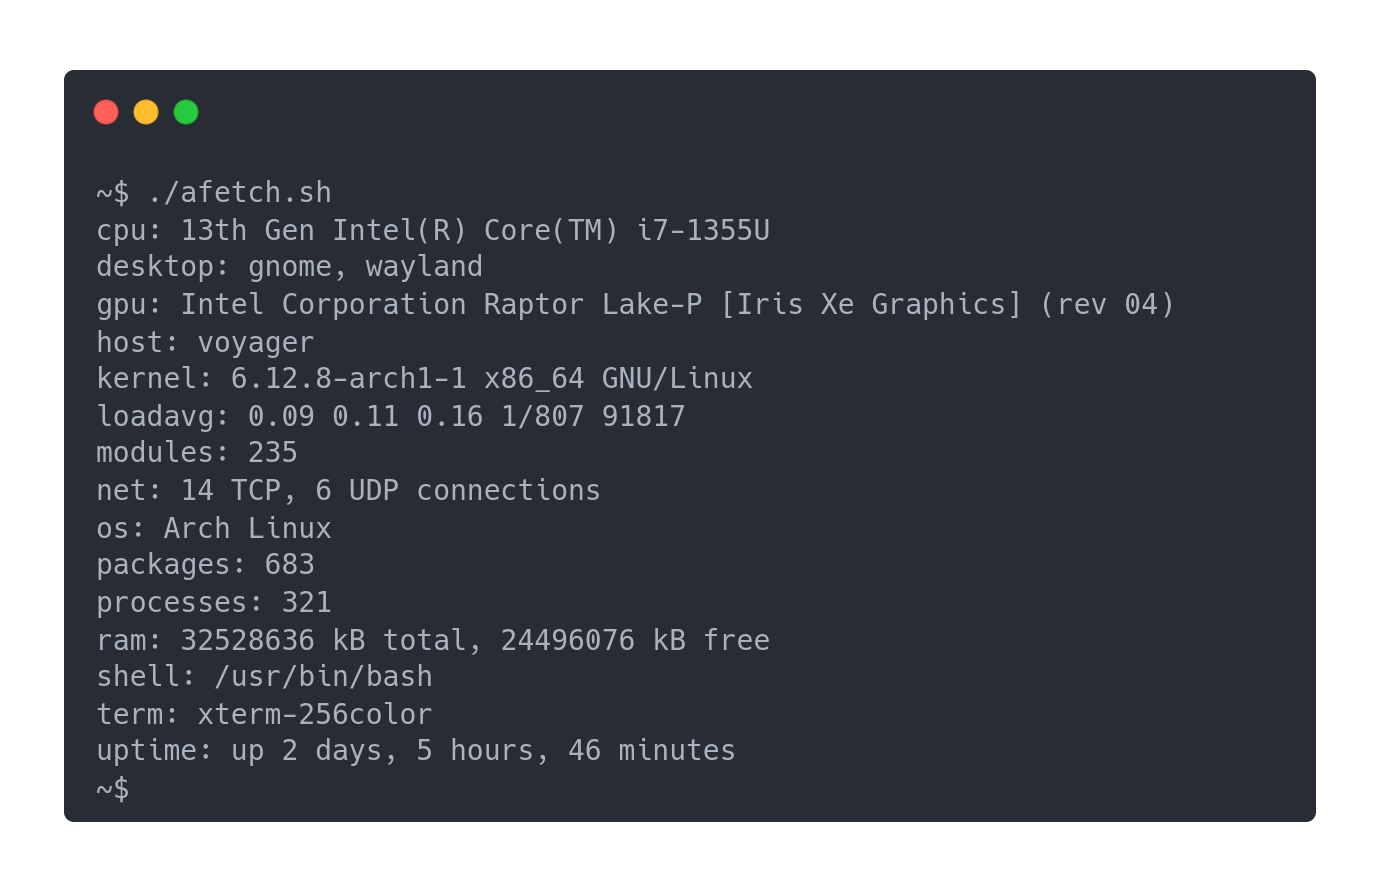 ~$ ./afetch.sh
cpu: 13th Gen Intel(R) Core(TM) i7-1355U
desktop: gnome, wayland
gpu: Intel Corporation Raptor Lake-P [Iris Xe Graphics] (rev 04)
host: voyager
kernel: 6.12.8-arch1-1 x86_64 GNU/Linux
loadavg: 0.09 0.11 0.16 1/807 91817
modules: 235
net: 14 TCP, 6 UDP connections
os: Arch Linux
packages: 683
processes: 321
ram: 32528636 kB total, 24496076 kB free
shell: /usr/bin/bash
term: xterm-256color
uptime: up 2 days, 5 hours, 46 minutes
~$